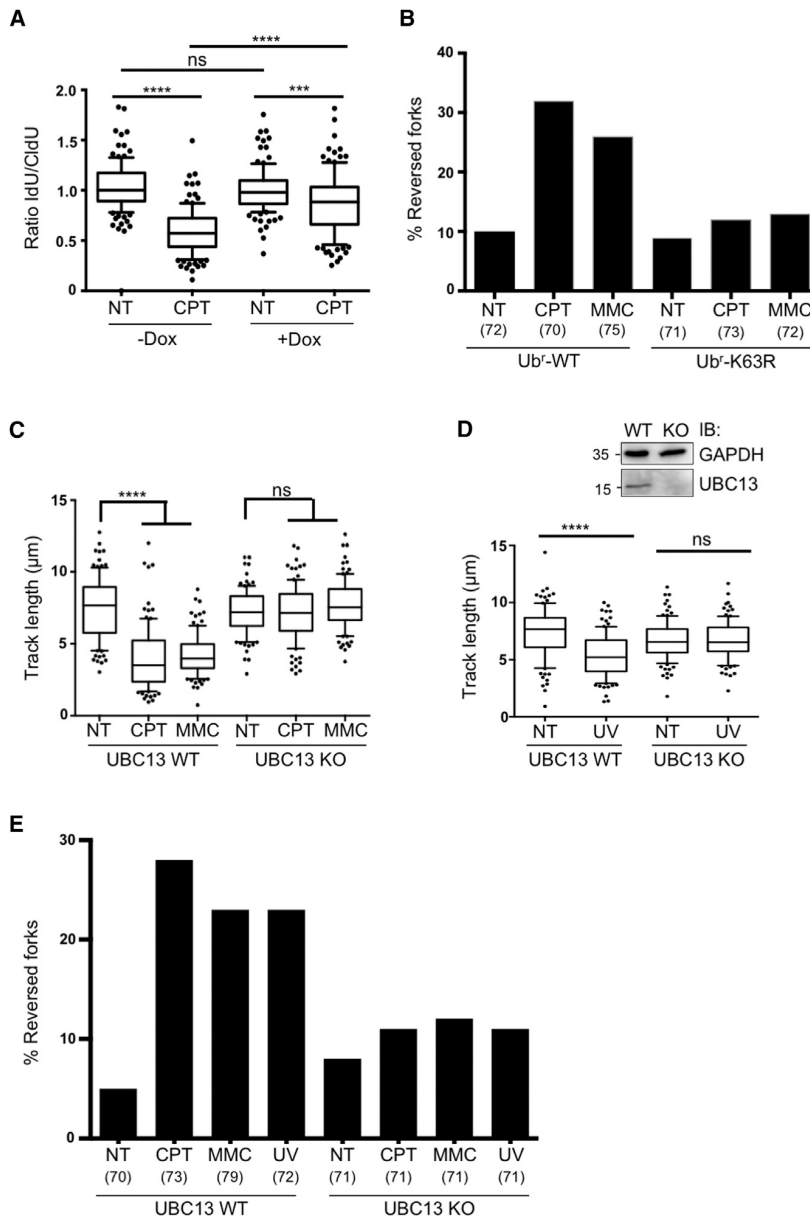 A
****
ns
****
***
2.0
1.5
1.0
0.5
0
Ratio IdU/CldU
NT CPT NT CPT
-Dox +Dox
B
40
30
20
10
0
% Reversed forks
NT CPT MMC NT CPT MMC
(72) (70) (75) (71) (73) (72)
Ubʳ-WT Ubʳ-K63R
C
****
ns
15
10
5
0
Track length (µm)
NT CPT MMC NT CPT MMC
UBC13 WT UBC13 KO
D
WT KO IB:
35 GAPDH
15 UBC13
****
ns
15
10
5
0
Track length (µm)
NT UV NT UV
UBC13 WT UBC13 KO
E
30
20
10
0
% Reversed forks
NT CPT MMC UV NT CPT MMC UV
(70) (73) (79) (72) (71) (71) (71) (71)
UBC13 WT UBC13 KO